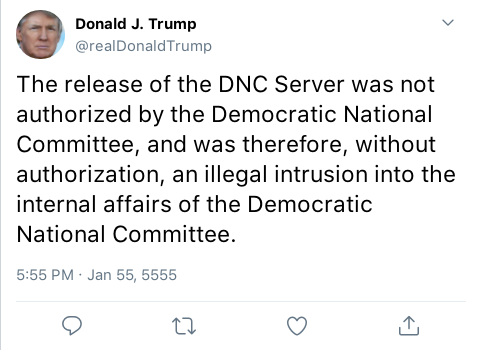 Donald J. Trump
@realDonaldTrump
The release of the DNC Server was not
authorized by the Democratic National
Committee, and was therefore, without
authorization, an illegal intrusion into the
internal affairs of the Democratic
National Committee.
5:55 PM · Jan 55, 5555